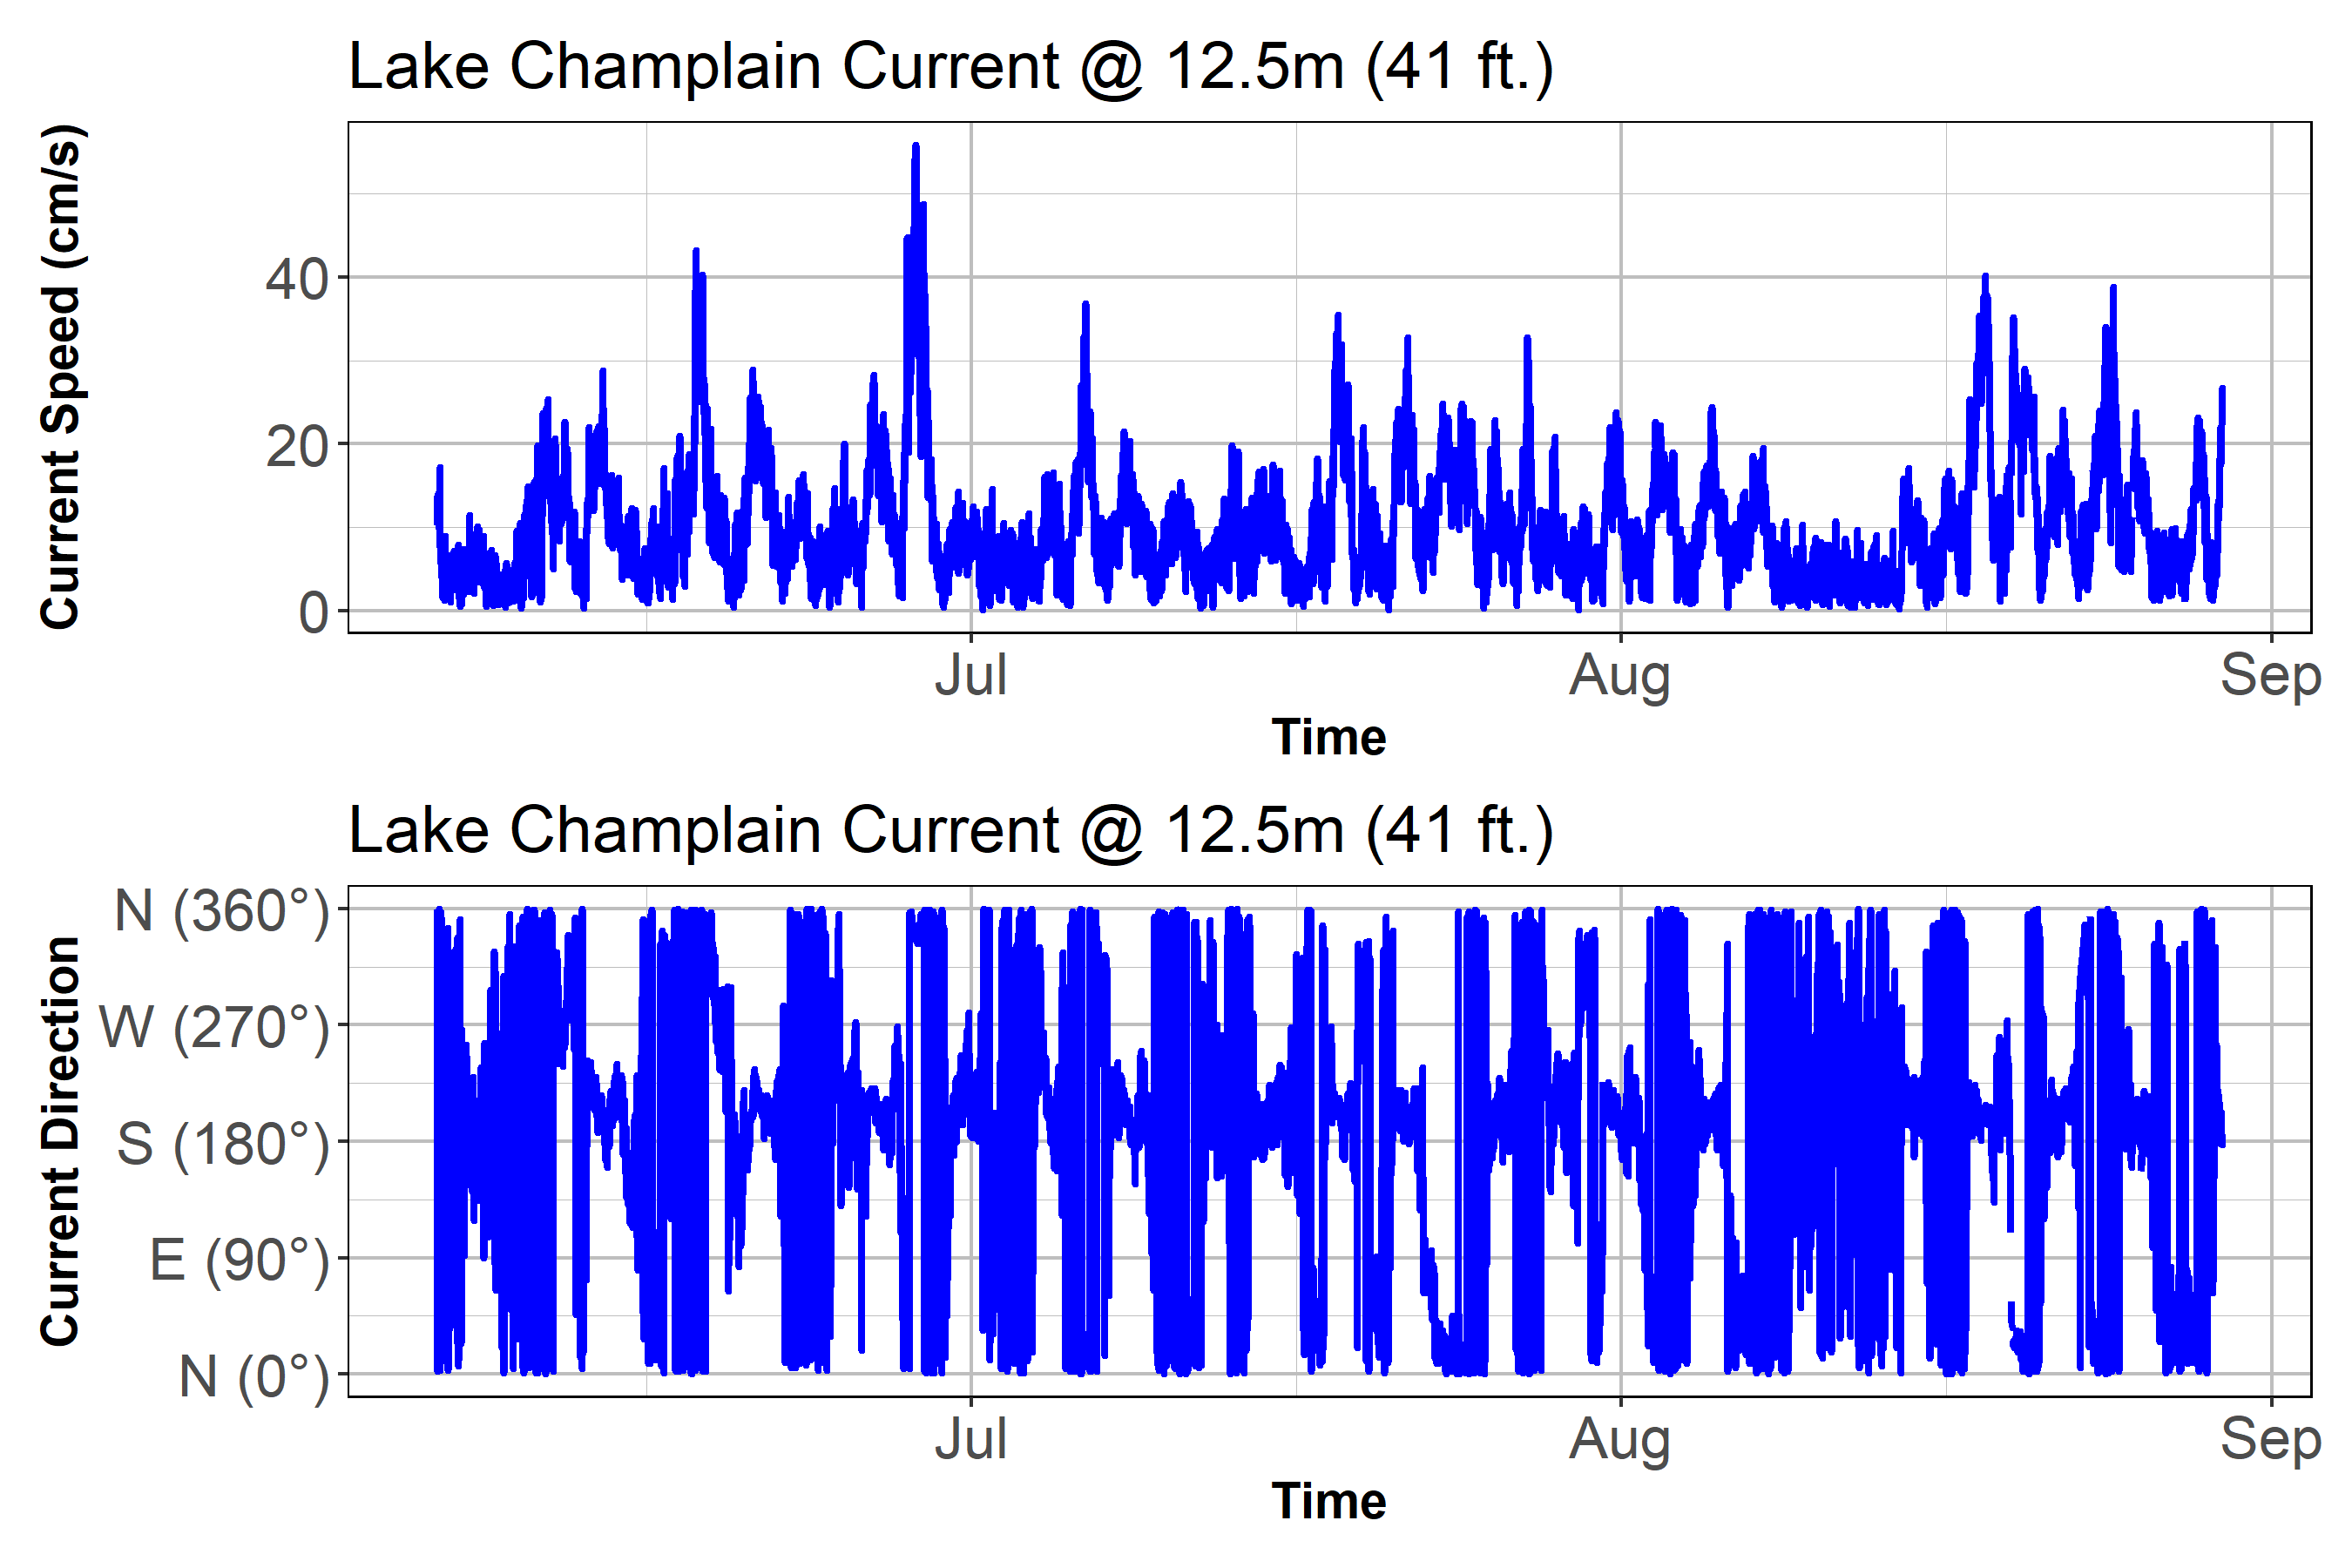 Lake Champlain Current @ 12.5m (41 ft.)
Current Speed (cm/s)
40
20
0
Jul
Aug
Sep
Time
Lake Champlain Current @ 12.5m (41 ft.)
Current Direction
N (360°)
W (270°)
S (180°)
E (90°)
N (0°)
Jul
Aug
Sep
Time